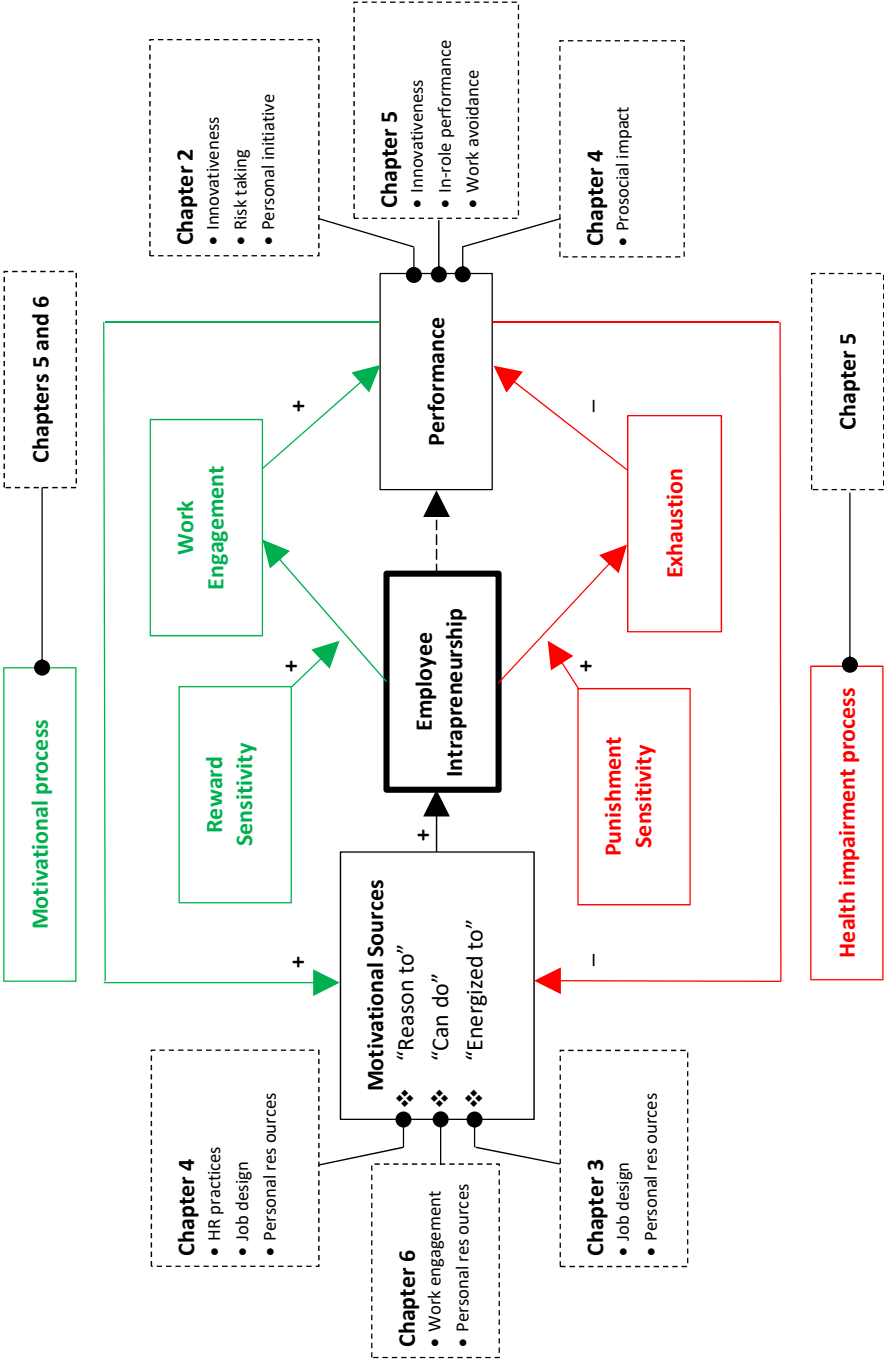 Motivational process
Chapters 5 and 6
Chapter 4
• HR practices
• Job design
• Personal res ources
Chapter 6
• Work engagement
• Personal res ources
Chapter 3
• Job design
• Personal res ources
Motivational Sources
❖ “Reason to”
❖ “Can do”
❖ “Energized to”
+
–
+
Reward
Sensitivity
+
Work
Engagement
+
Employee
Intrapreneurship
Performance
Punishment
Sensitivity
+
Exhaustion
–
Chapter 2
• Innovativeness
• Risk taking
• Personal initiative
Chapter 5
• Innovativeness
• In-role performance
• Work avoidance
Chapter 4
• Prosocial impact
Health impairment process
Chapter 5